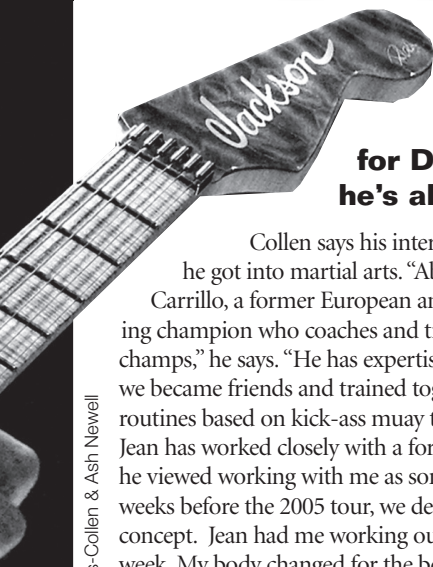 Jackson
for D
he's al
Collen says his inter
he got into martial arts. “Ab
Carrillo, a former European an
ing champion who coaches and tr
champs,” he says. “He has expertis
we became friends and trained tog
routines based on kick-ass muay t
Jean has worked closely with a for
he viewed working with me as som
weeks before the 2005 tour, we de
concept. Jean had me working ou
week. My body changed for the be
s-Collen & Ash Newell